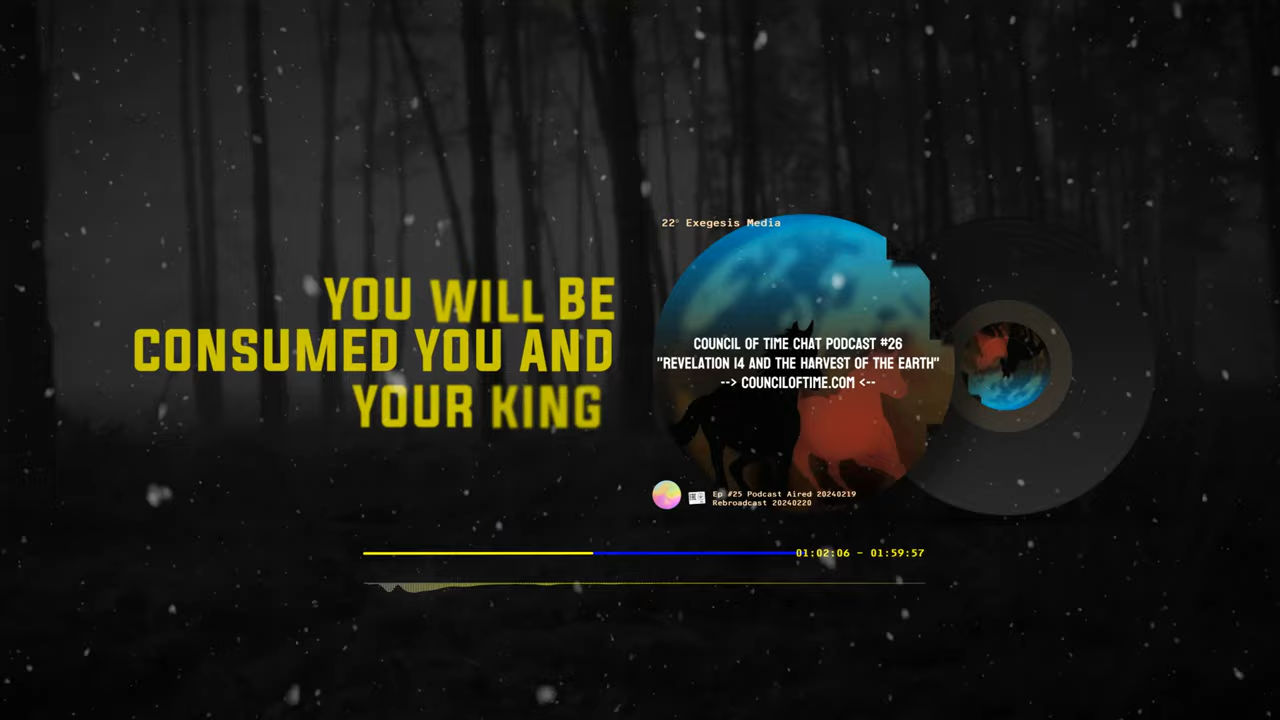 YOU WILL BE
CONSUMED YOU AND
YOUR KING
22° Exegesis Media
COUNCIL OF TIME CHAT PODCAST #26
"REVELATION 14 AND THE HARVEST OF THE EARTH"
--> COUNCILOFTIME.COM <--
Ep #25 Podcast Aired 20240219
Rebroadcast 20240220
01:02:06 - 01:59:57